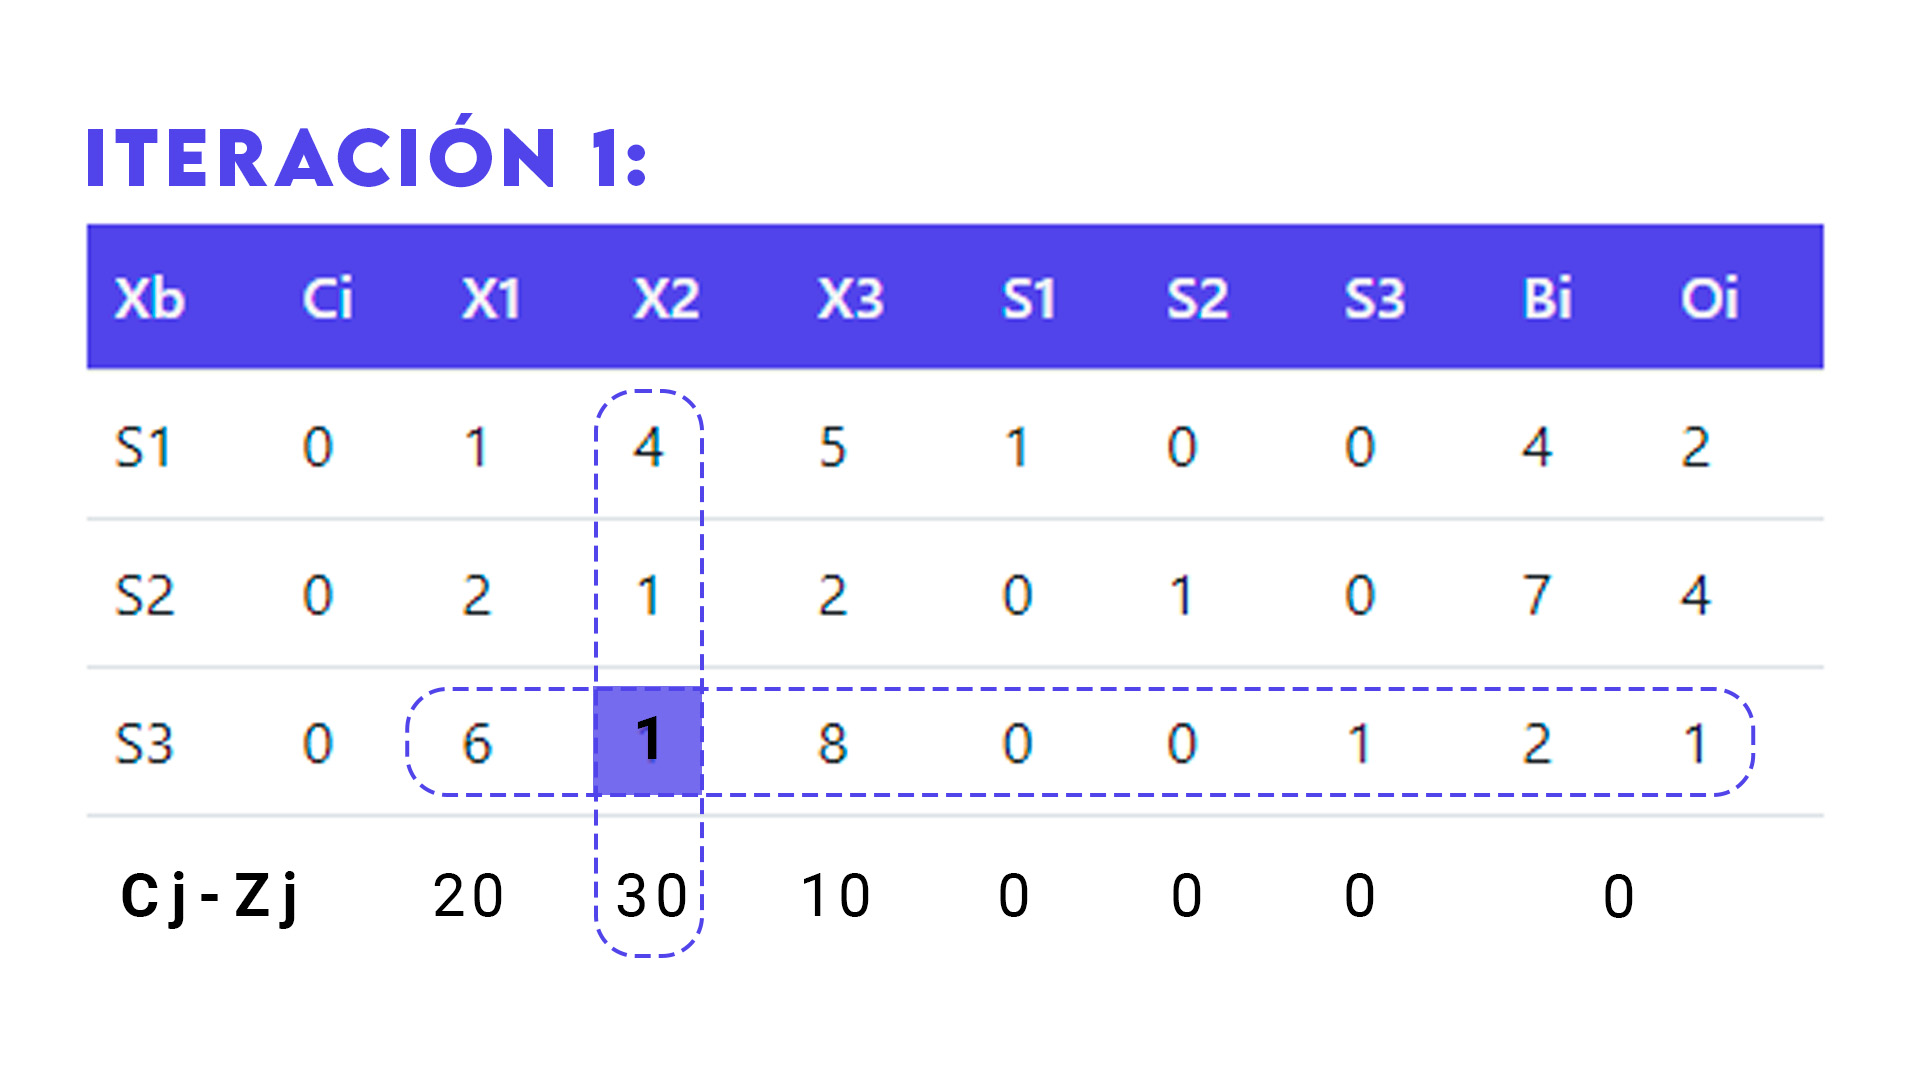 ITERACIÓN 1:
Xb Ci X1 X2 X3 S1 S2 S3 Bi Oi
S1 0 1 4 5 1 0 0 4 2
S2 0 2 1 2 0 1 0 7 4
S3 0 6 1 8 0 0 1 2 1
Cj-Zj 20 30 10 0 0 0 0